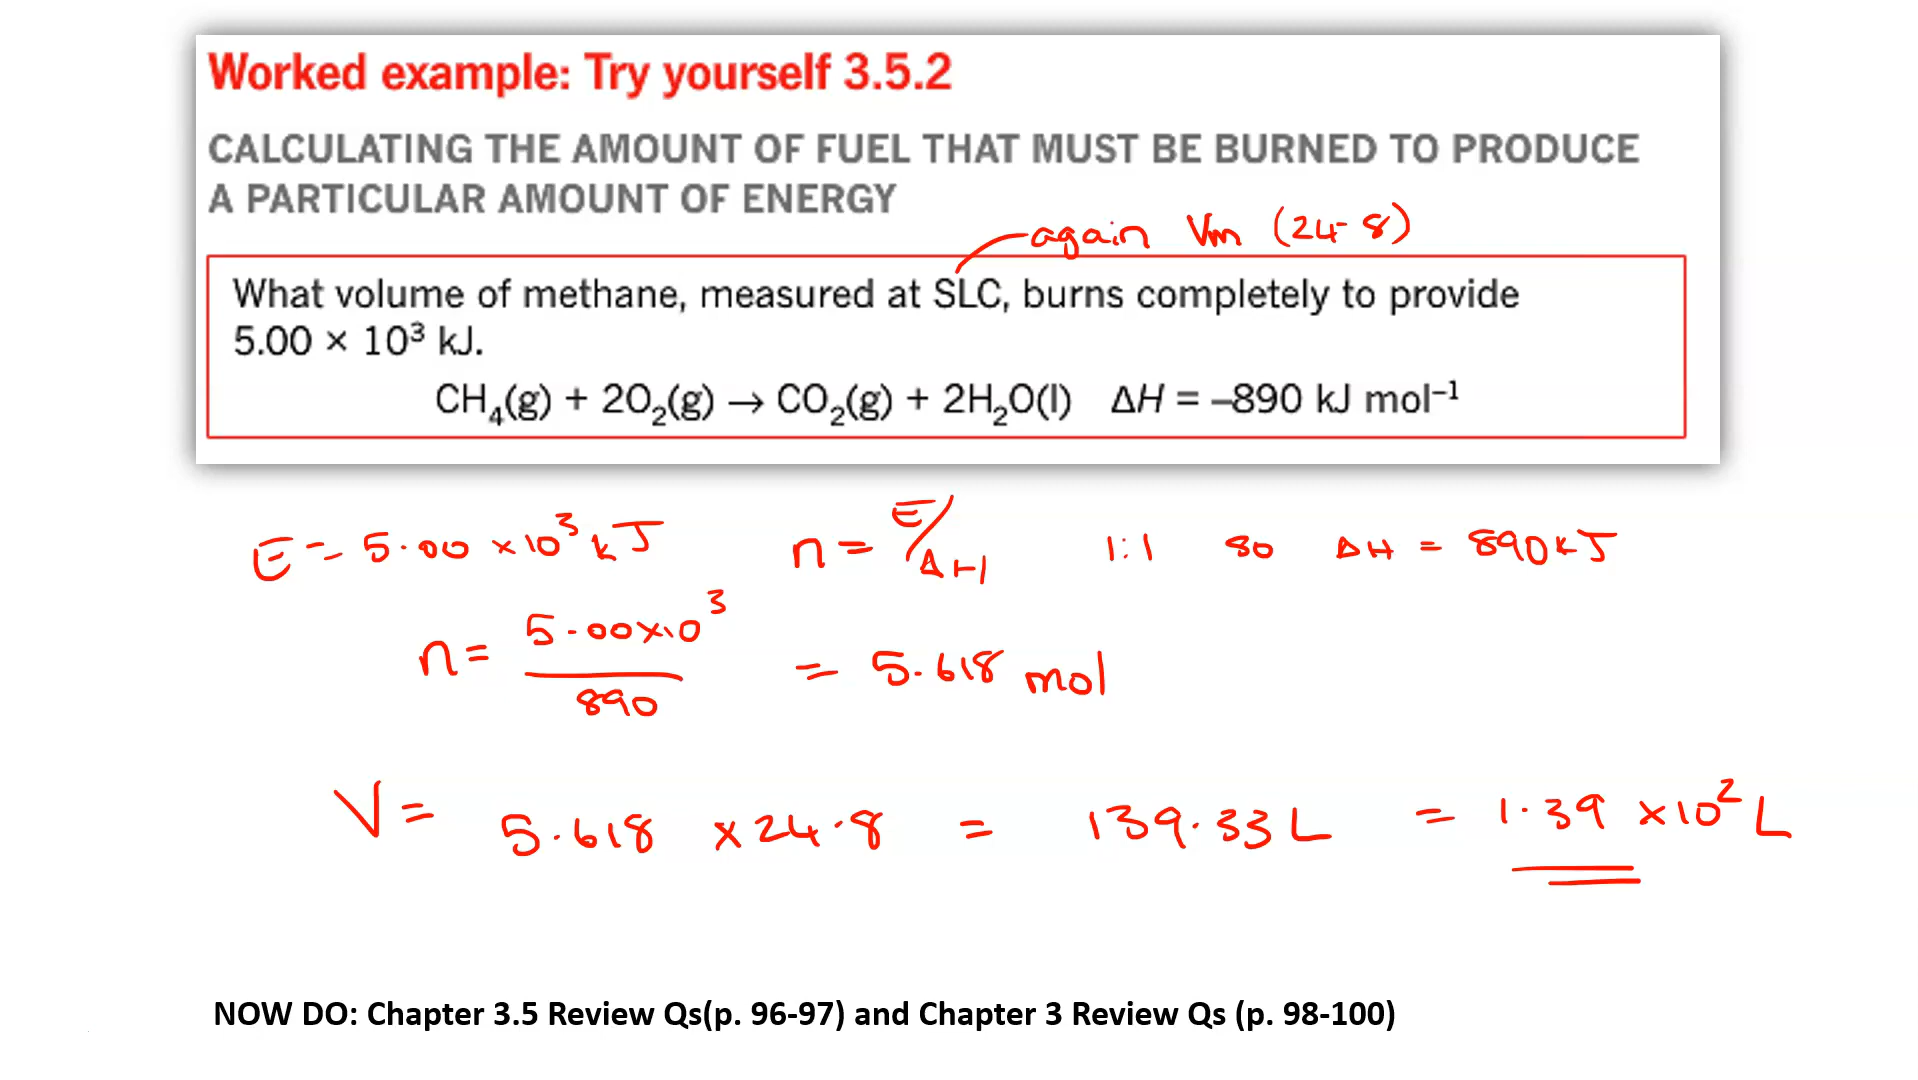 Worked example: Try yourself 3.5.2
CALCULATING THE AMOUNT OF FUEL THAT MUST BE BURNED TO PRODUCE
A PARTICULAR AMOUNT OF ENERGY
again Vm (24.8)
What volume of methane, measured at SLC, burns completely to provide
5.00 × 10³ kJ.
CH₄(g) + 2O₂(g) → CO₂(g) + 2H₂O(l) ΔH = –890 kJ mol⁻¹
E = 5.00 × 10³ kJ n = E/ΔH 1:1 so ΔH = 890 kJ
n = 5.00×10³ / 890 = 5.618 mol
V = 5.618 × 24.8 = 139.33 L = 1.39 × 10² L
NOW DO: Chapter 3.5 Review Qs(p. 96-97) and Chapter 3 Review Qs (p. 98-100)